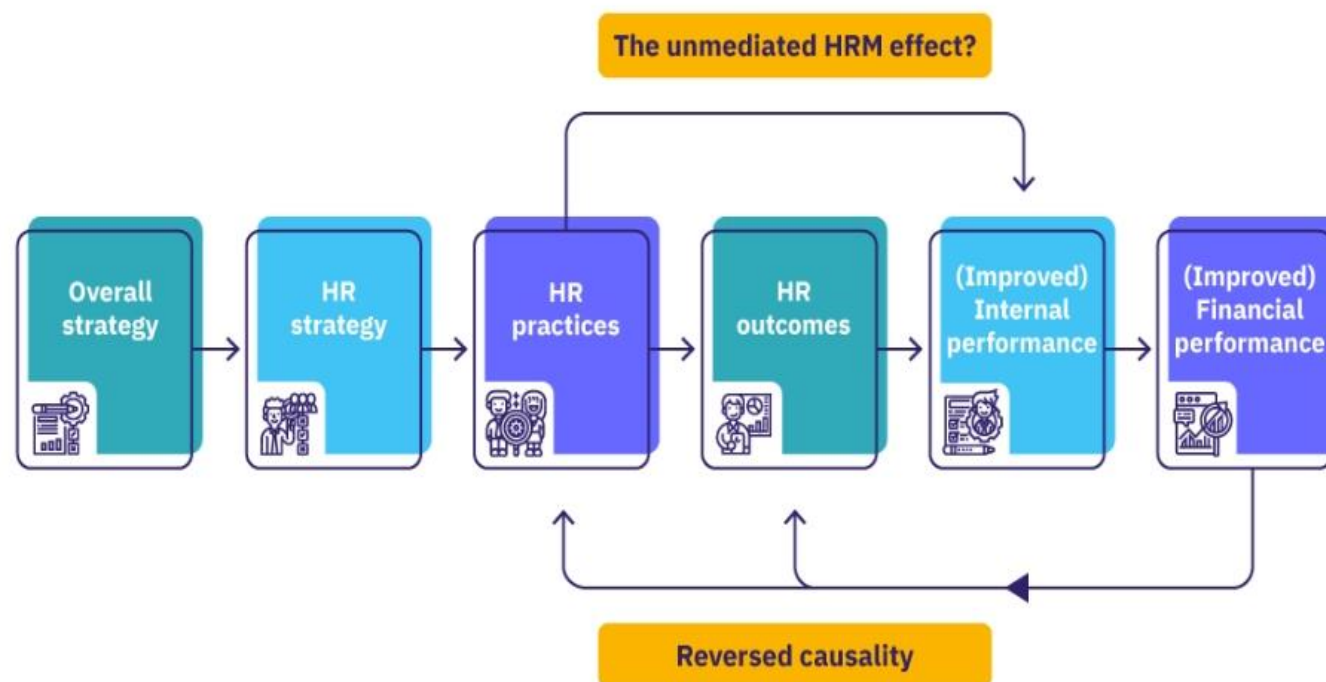 The unmediated HRM effect?
Overall
strategy
HR
strategy
HR
practices
HR
outcomes
(Improved)
Internal
performance
(Improved)
Financial
performance
Reversed causality